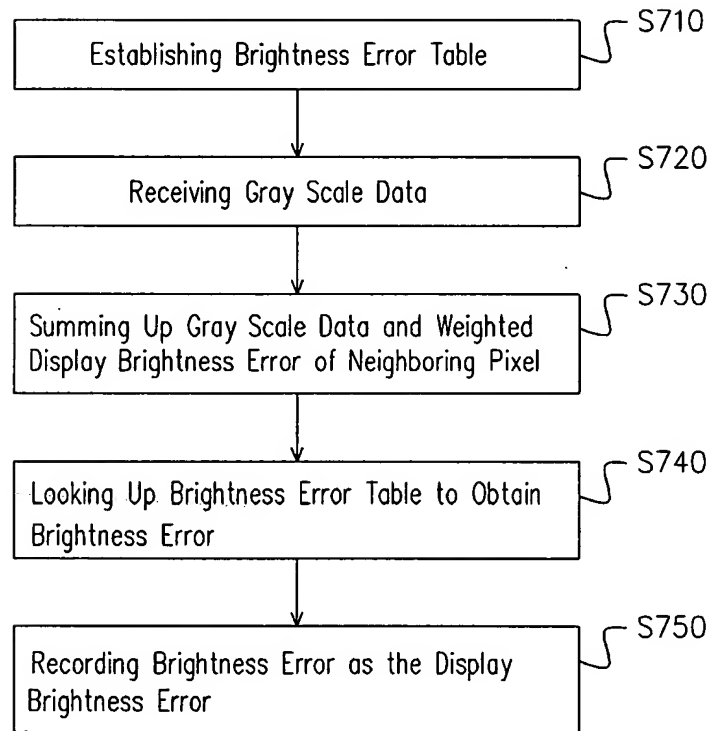 S710
Establishing Brightness Error Table
S720
Receiving Gray Scale Data
S730
Summing Up Gray Scale Data and Weighted
Display Brightness Error of Neighboring Pixel
S740
Looking Up Brightness Error Table to Obtain
Brightness Error
S750
Recording Brightness Error as the Display
Brightness Error